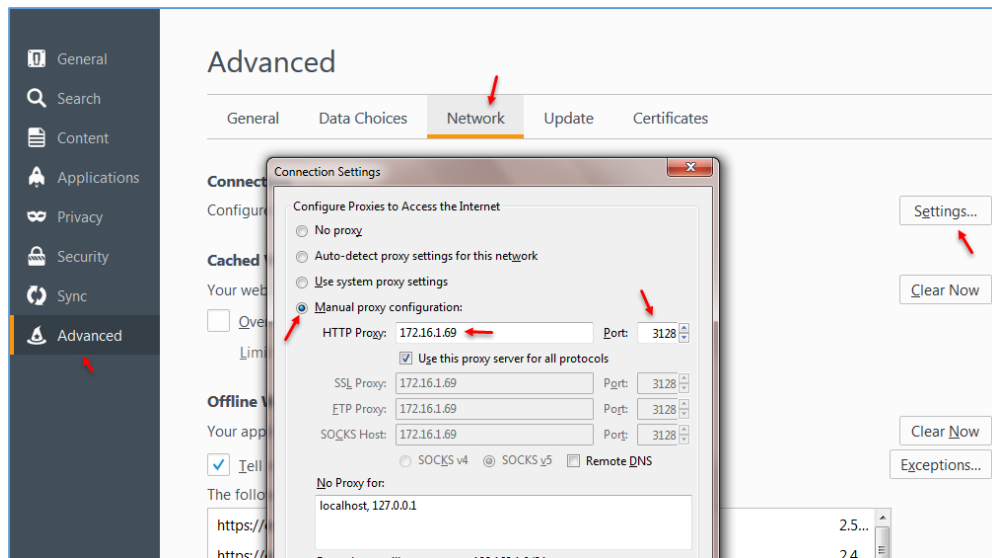 General
Search
Content
Applications
Privacy
Security
Sync
Advanced
Advanced
General Data Choices Network Update Certificates
Connect
Configure
Settings...
Cached
Your web
Clear Now
Over
Limi
Offline
Your app
Clear Now
Tell
Exceptions...
The follo
https://
2.5...
https://
2.4
Connection Settings
Configure Proxies to Access the Internet
No proxy
Auto-detect proxy settings for this network
Use system proxy settings
Manual proxy configuration:
HTTP Proxy: 172.16.1.69 Port: 3128
Use this proxy server for all protocols
SSL Proxy: 172.16.1.69 Port: 3128
FTP Proxy: 172.16.1.69 Port: 3128
SOCKS Host: 172.16.1.69 Port: 3128
SOCKS v4 SOCKS v5 Remote DNS
No Proxy for:
localhost, 127.0.0.1